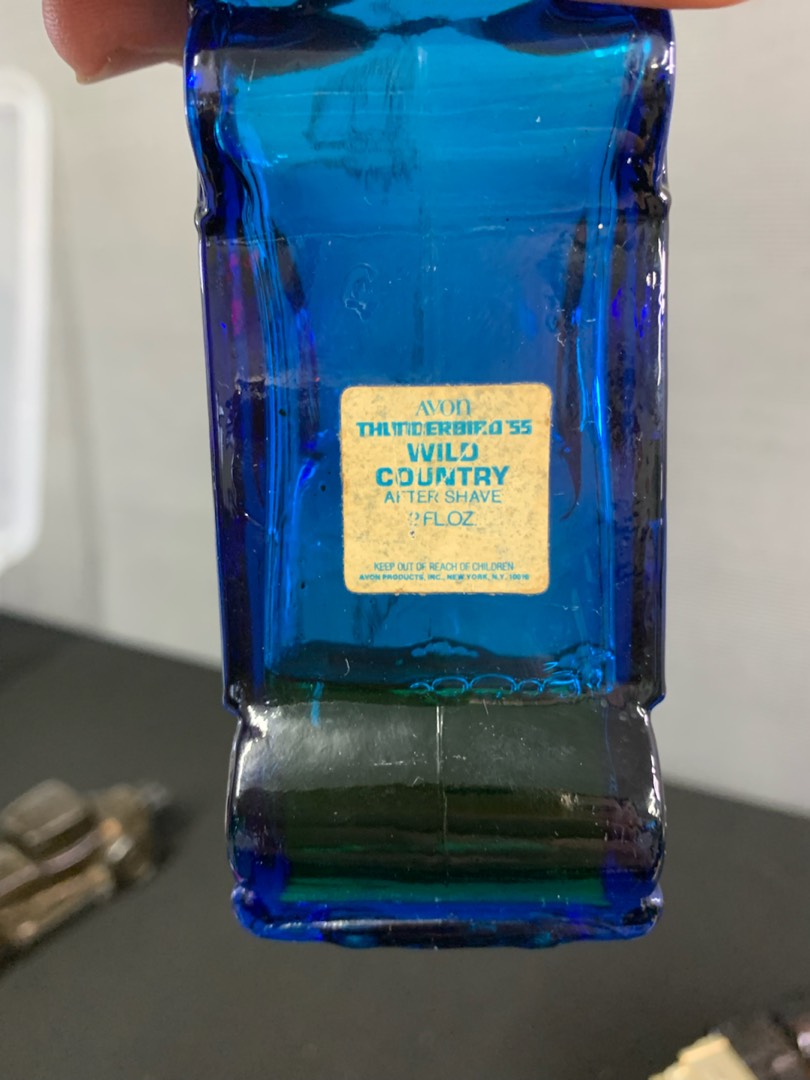 AVON
THUNDERBIRD '55
WILD
COUNTRY
AFTER SHAVE
2 FL. OZ.
KEEP OUT OF REACH OF CHILDREN
AVON PRODUCTS, INC., NEW YORK, N.Y. 10019